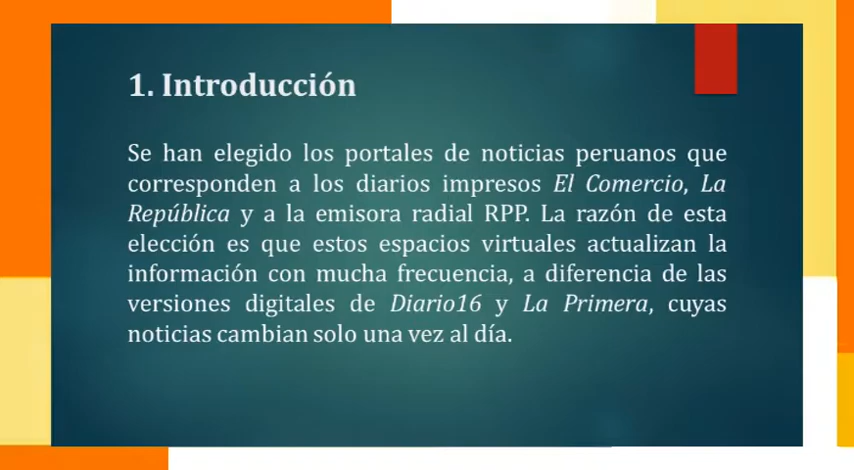 1. Introducción
Se han elegido los portales de noticias peruanos que
corresponden a los diarios impresos El Comercio, La
República y a la emisora radial RPP. La razón de esta
elección es que estos espacios virtuales actualizan la
información con mucha frecuencia, a diferencia de las
versiones digitales de Diario16 y La Primera, cuyas
noticias cambian solo una vez al día.